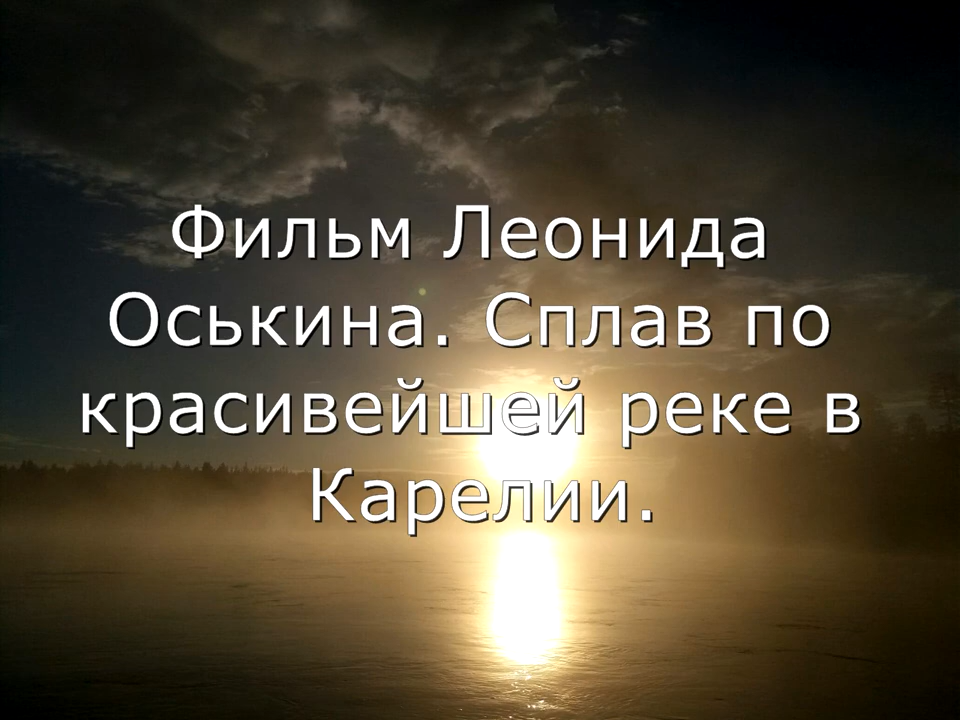 Фильм Леонида
Оськина. Сплав по
красивейшей реке в
Карелии.